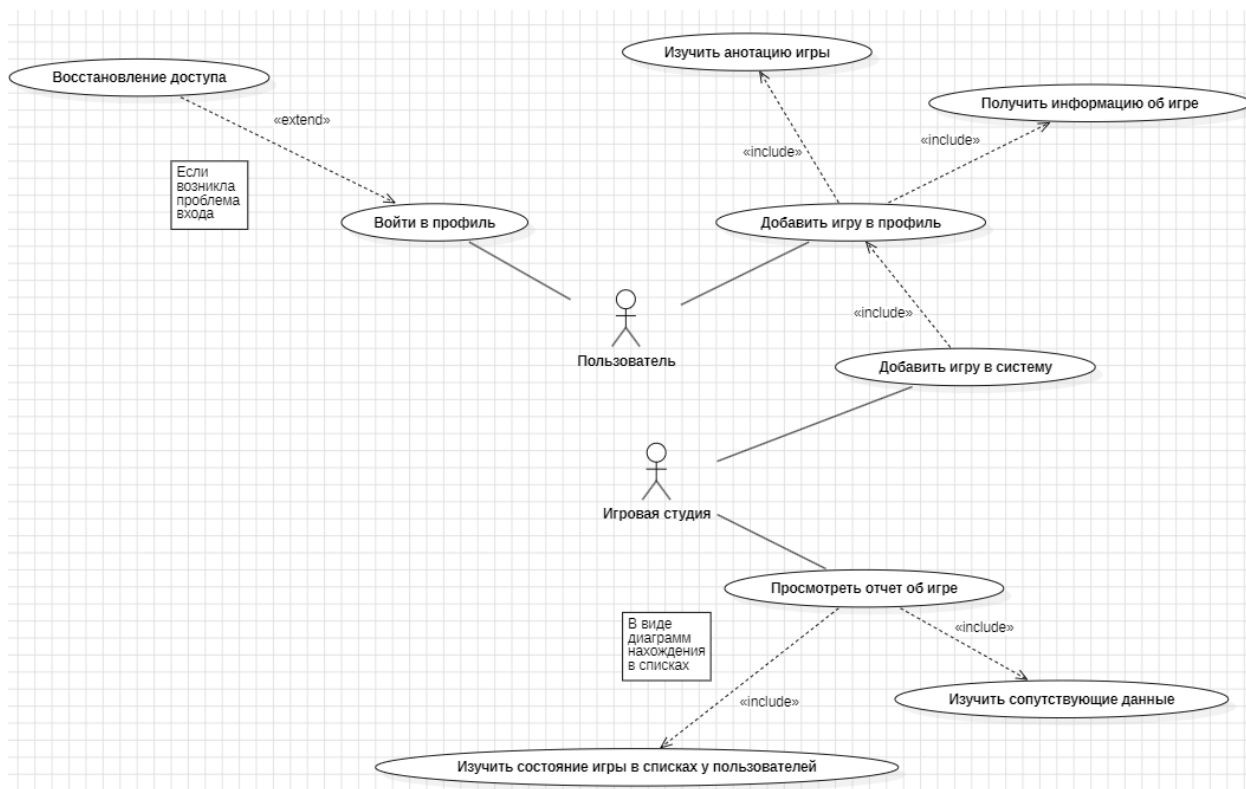 Изучить анотацию игры
Восстановление доступа
Получить информацию об игре
«extend»
«include»
«include»
Если
возникла
проблема
входа
Войти в профиль
Добавить игру в профиль
«include»
Пользователь
Добавить игру в систему
Игровая студия
Просмотреть отчет об игре
В виде
диаграмм
нахождения
в списках
«include»
«include»
Изучить сопутствующие данные
Изучить состояние игры в списках у пользователей